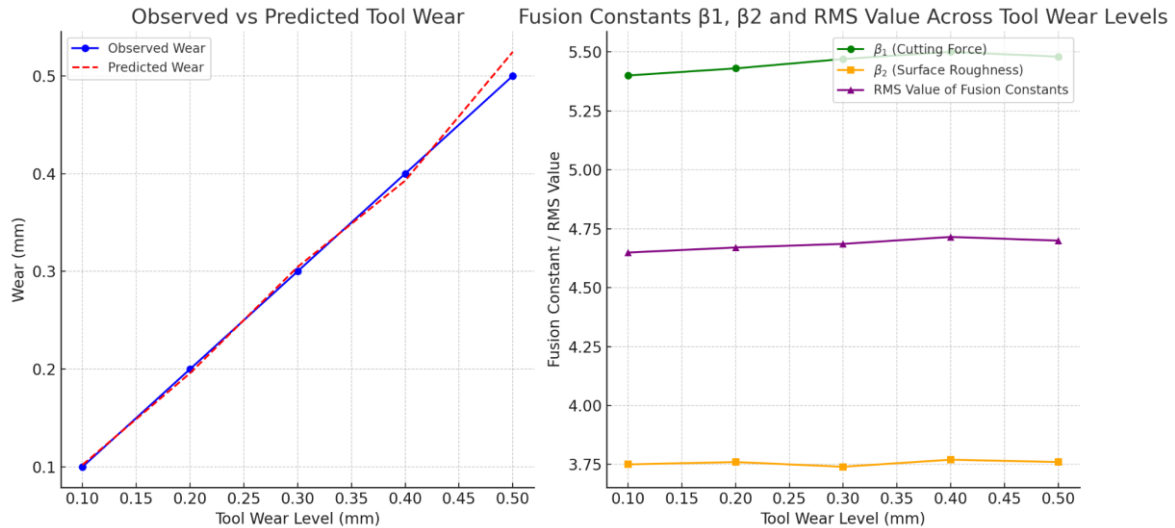 Observed vs Predicted Tool Wear
Observed Wear
Predicted Wear
Wear (mm)
0.5
0.4
0.3
0.2
0.1
0.10 0.15 0.20 0.25 0.30 0.35 0.40 0.45 0.50
Tool Wear Level (mm)
Fusion Constants β1, β2 and RMS Value Across Tool Wear Levels
β₁ (Cutting Force)
β₂ (Surface Roughness)
RMS Value of Fusion Constants
Fusion Constant / RMS Value
5.50
5.25
5.00
4.75
4.50
4.25
4.00
3.75
0.10 0.15 0.20 0.25 0.30 0.35 0.40 0.45 0.50
Tool Wear Level (mm)